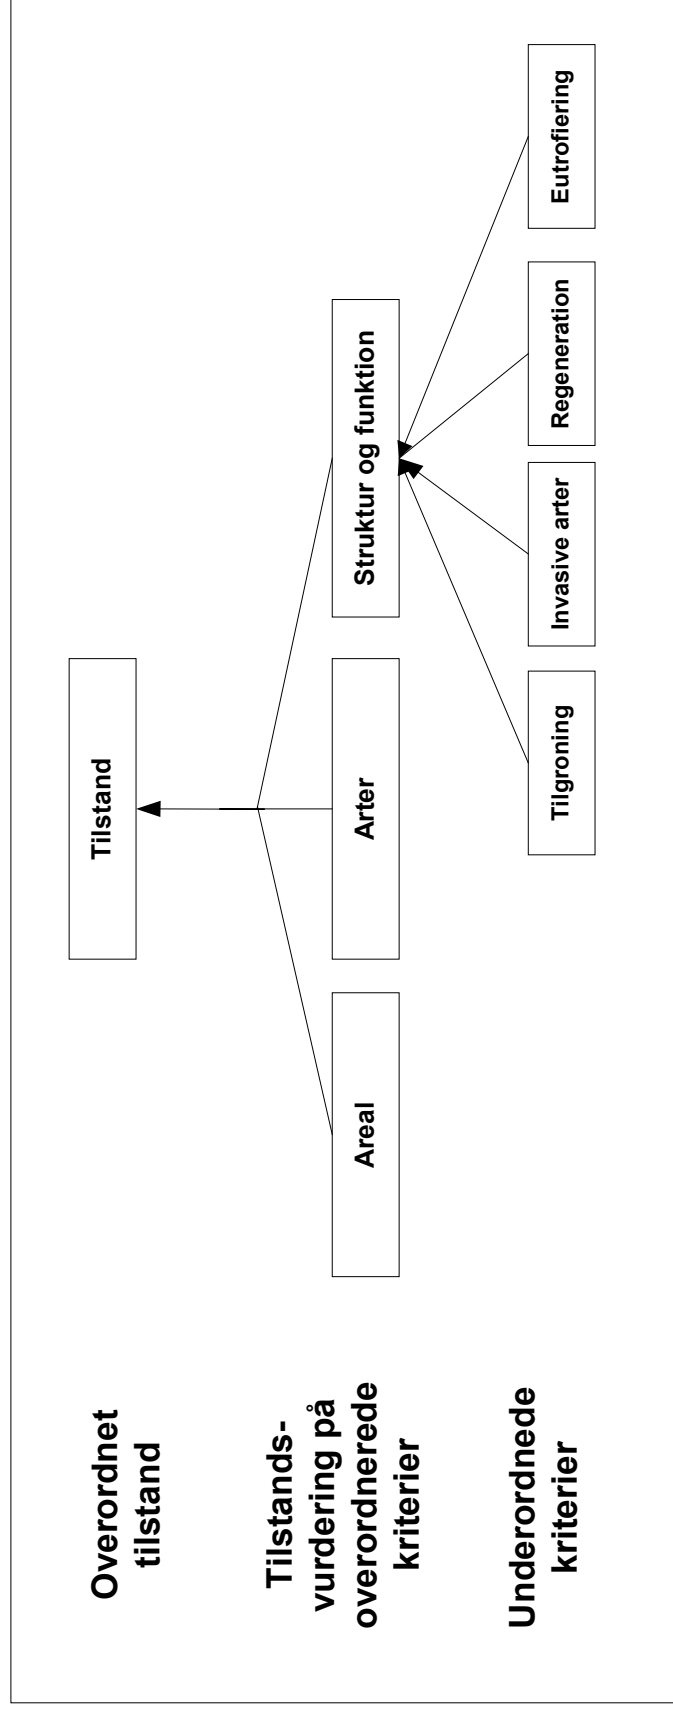 Overordnet
tilstand
Tilstand
Tilstands-
vurdering på
overordnerede
kriterier
Areal
Arter
Struktur og funktion
Underordnede
kriterier
Tilgroning
Invasive arter
Regeneration
Eutrofiering